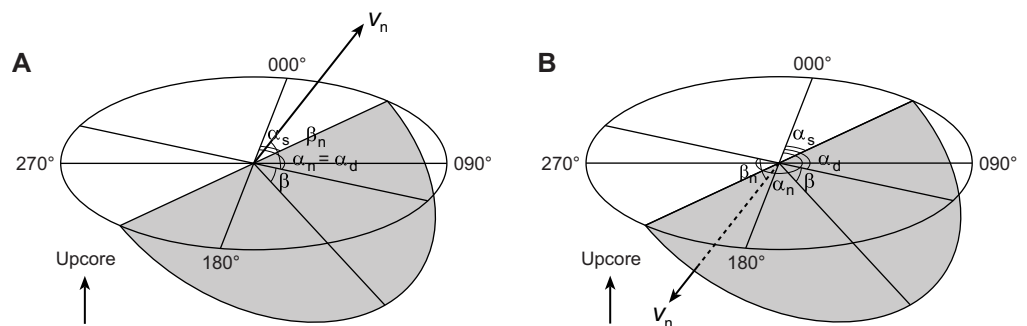 A
v_n
000°
α_s
β_n
270°
α_n = α_d
090°
β
Upcore
180°
B
000°
α_s
270°
α_d
090°
β_n
α_n
β
Upcore
180°
v_n